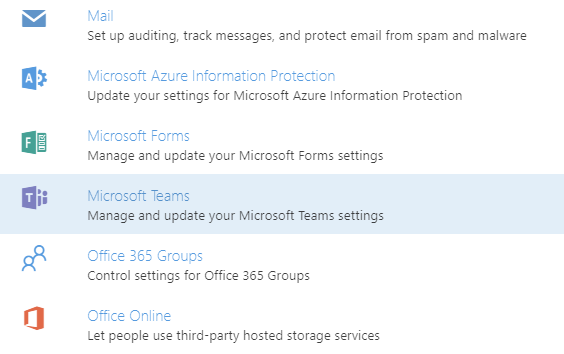 Mail
Set up auditing, track messages, and protect email from spam and malware
Microsoft Azure Information Protection
Update your settings for Microsoft Azure Information Protection
Microsoft Forms
Manage and update your Microsoft Forms settings
Microsoft Teams
Manage and update your Microsoft Teams settings
Office 365 Groups
Control settings for Office 365 Groups
Office Online
Let people use third-party hosted storage services